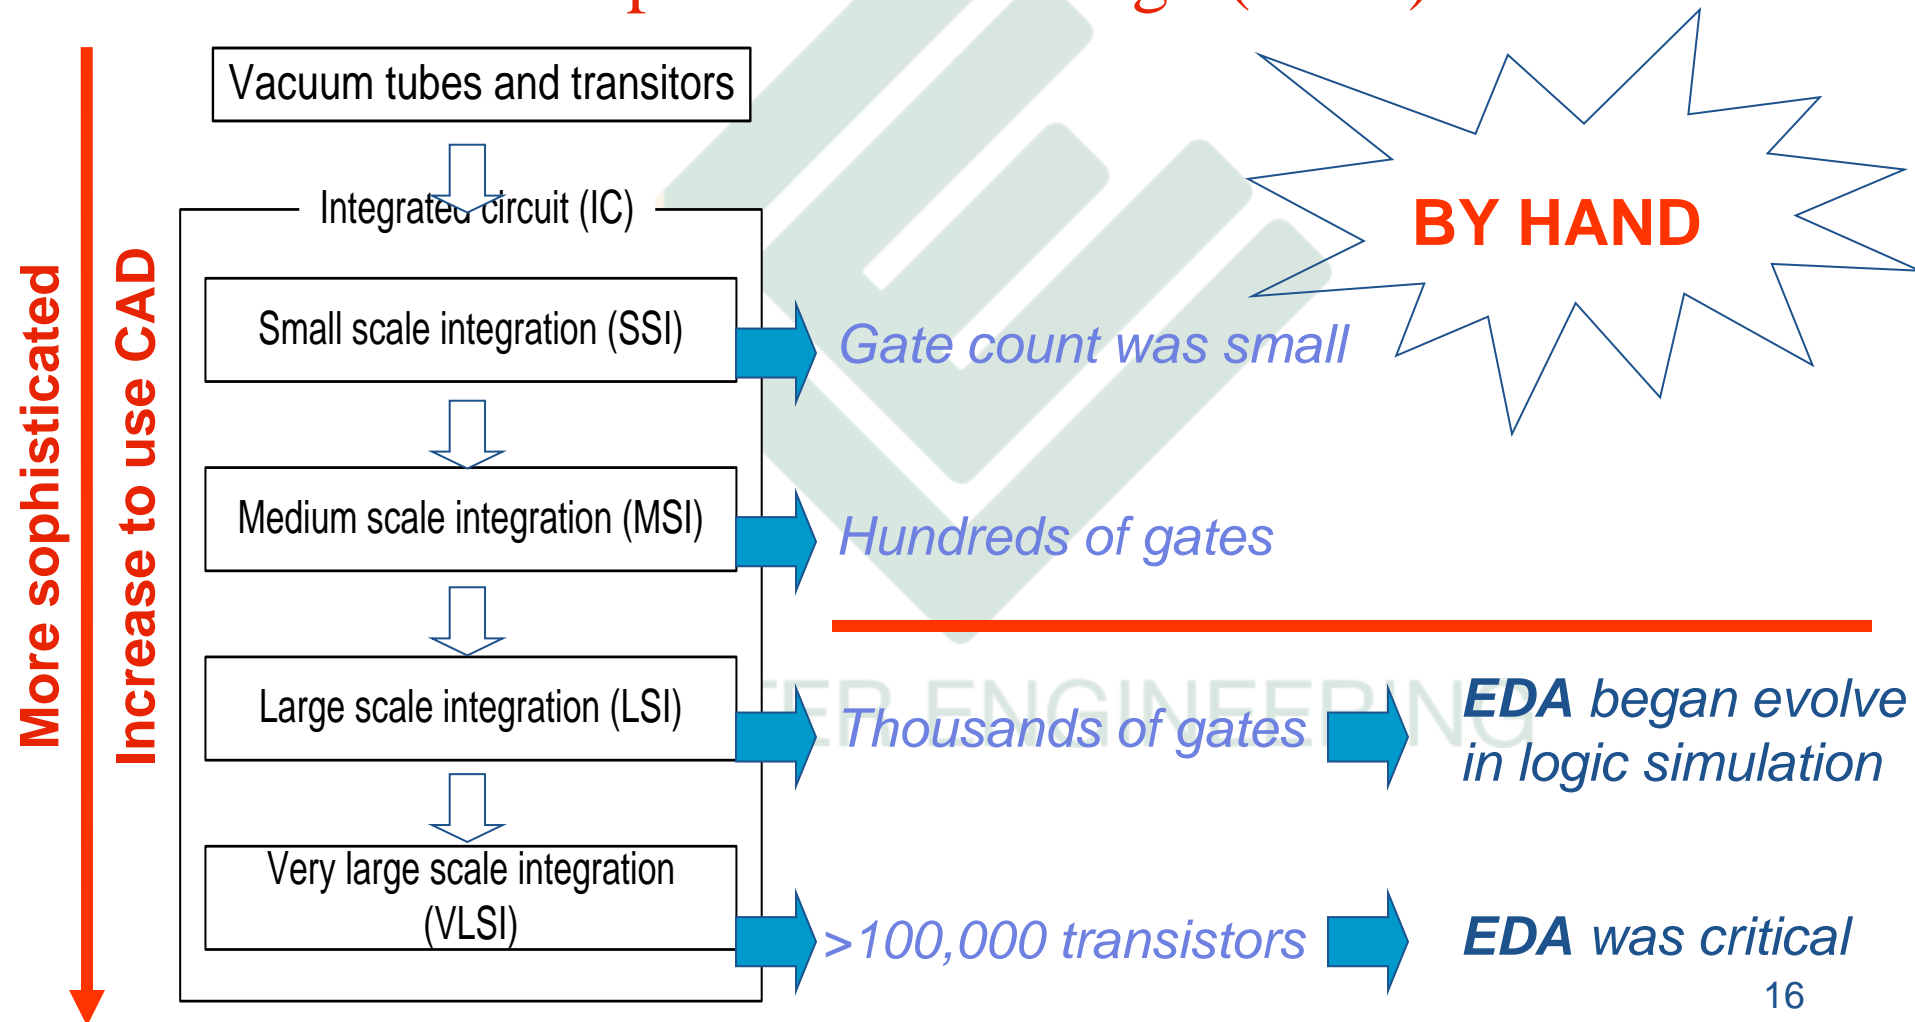 Vacuum tubes and transitors
Integrated circuit (IC)
BY HAND
Small scale integration (SSI)
Gate count was small
Medium scale integration (MSI)
Hundreds of gates
Large scale integration (LSI)
Thousands of gates
EDA began evolve
in logic simulation
Very large scale integration
(VLSI)
>100,000 transistors
EDA was critical
More sophisticated
Increase to use CAD
ENGINEERING
16